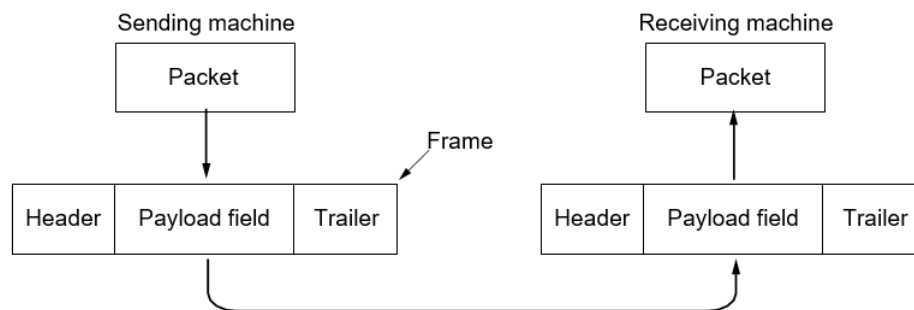 Sending machine
Receiving machine
Packet
Packet
Frame
Header Payload field Trailer
Header Payload field Trailer